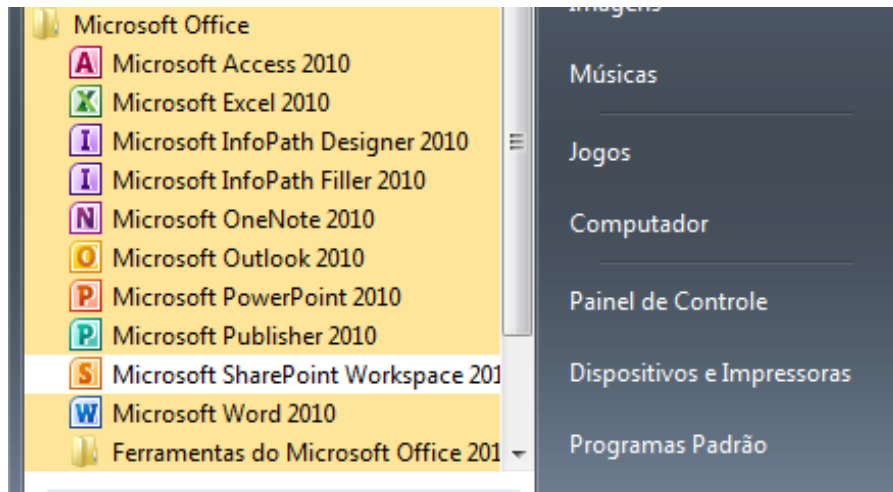 Microsoft Office
Microsoft Access 2010
Microsoft Excel 2010
Microsoft InfoPath Designer 2010
Microsoft InfoPath Filler 2010
Microsoft OneNote 2010
Microsoft Outlook 2010
Microsoft PowerPoint 2010
Microsoft Publisher 2010
Microsoft SharePoint Workspace 201
Microsoft Word 2010
Ferramentas do Microsoft Office 201
Imagens
Músicas
Jogos
Computador
Painel de Controle
Dispositivos e Impressoras
Programas Padrão